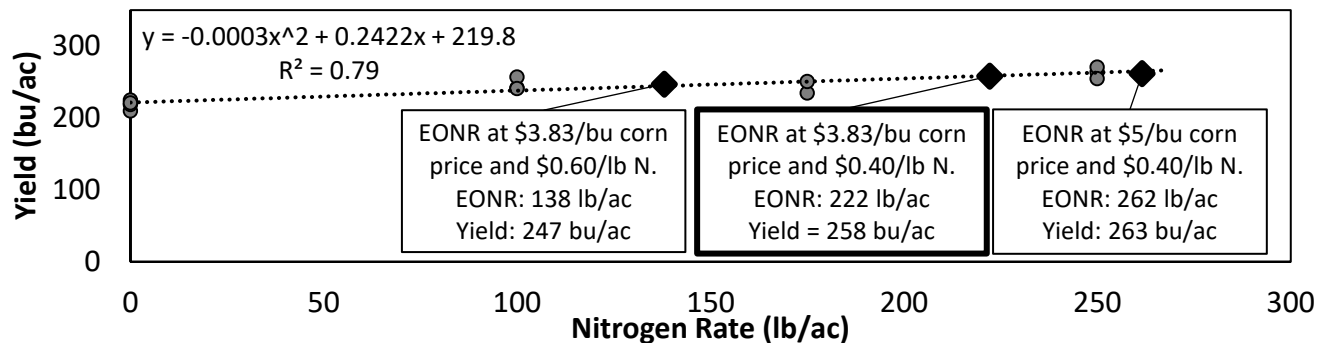 y = -0.0003x^2 + 0.2422x + 219.8
R² = 0.79
Yield (bu/ac)
300
200
100
0
EONR at $3.83/bu corn
price and $0.60/lb N.
EONR: 138 lb/ac
Yield: 247 bu/ac
EONR at $3.83/bu corn
price and $0.40/lb N.
EONR: 222 lb/ac
Yield = 258 bu/ac
EONR at $5/bu corn
price and $0.40/lb N.
EONR: 262 lb/ac
Yield: 263 bu/ac
0 50 100 150 200 250 300
Nitrogen Rate (lb/ac)